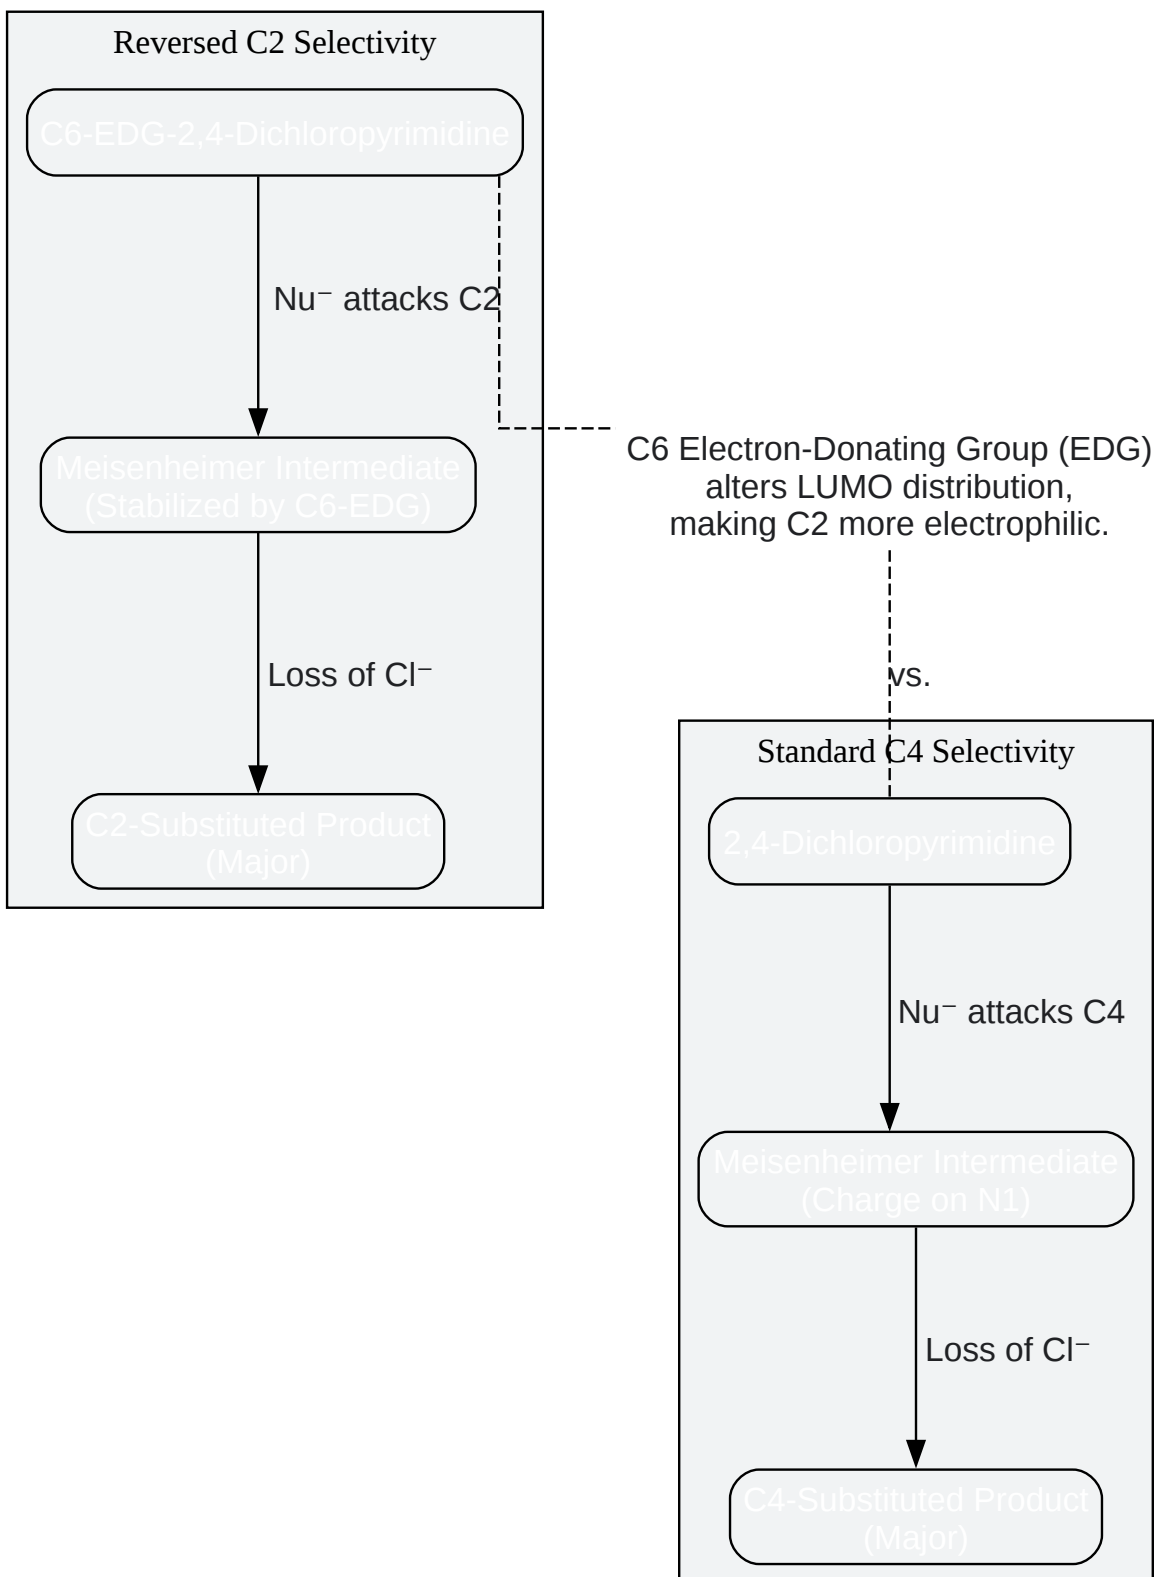 Reversed C2 Selectivity
C6-EDG-2,4-Dichloropyrimidine
Nu⁻ attacks C2
Meisenheimer Intermediate
(Stabilized by C6-EDG)
Loss of Cl⁻
C2-Substituted Product
(Major)
C6 Electron-Donating Group (EDG)
alters LUMO distribution,
making C2 more electrophilic.
vs.
Standard C4 Selectivity
2,4-Dichloropyrimidine
Nu⁻ attacks C4
Meisenheimer Intermediate
(Charge on N1)
Loss of Cl⁻
C4-Substituted Product
(Major)